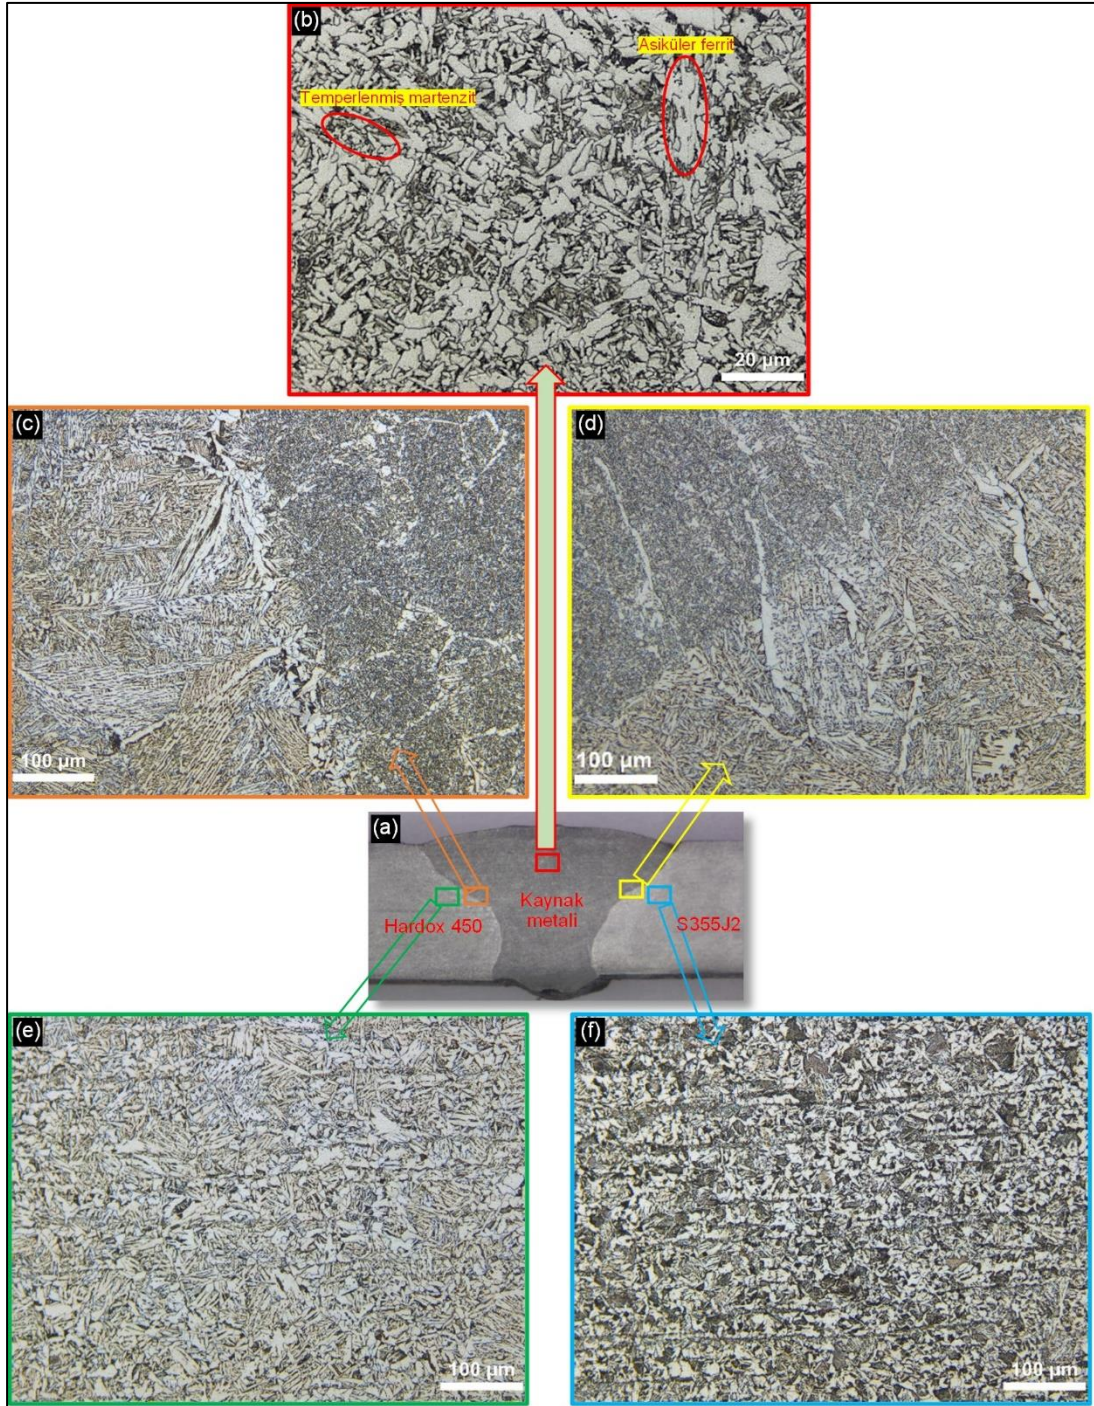 (b)
Asiküler ferrit
Temperlenmiş martenzit
20 µm
(c)
(d)
100 µm
100 µm
(a)
Kaynak
metali
Hardox 450
S355J2
(e)
(f)
100 µm
100 µm